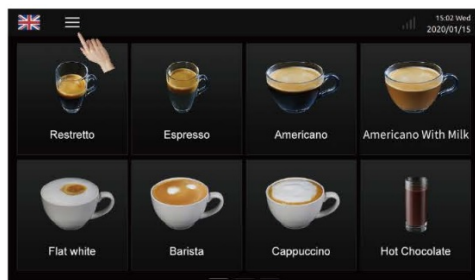 15:02 Wed
2020/01/15
Restretto
Espresso
Americano
Americano With Milk
Flat white
Barista
Cappuccino
Hot Chocolate